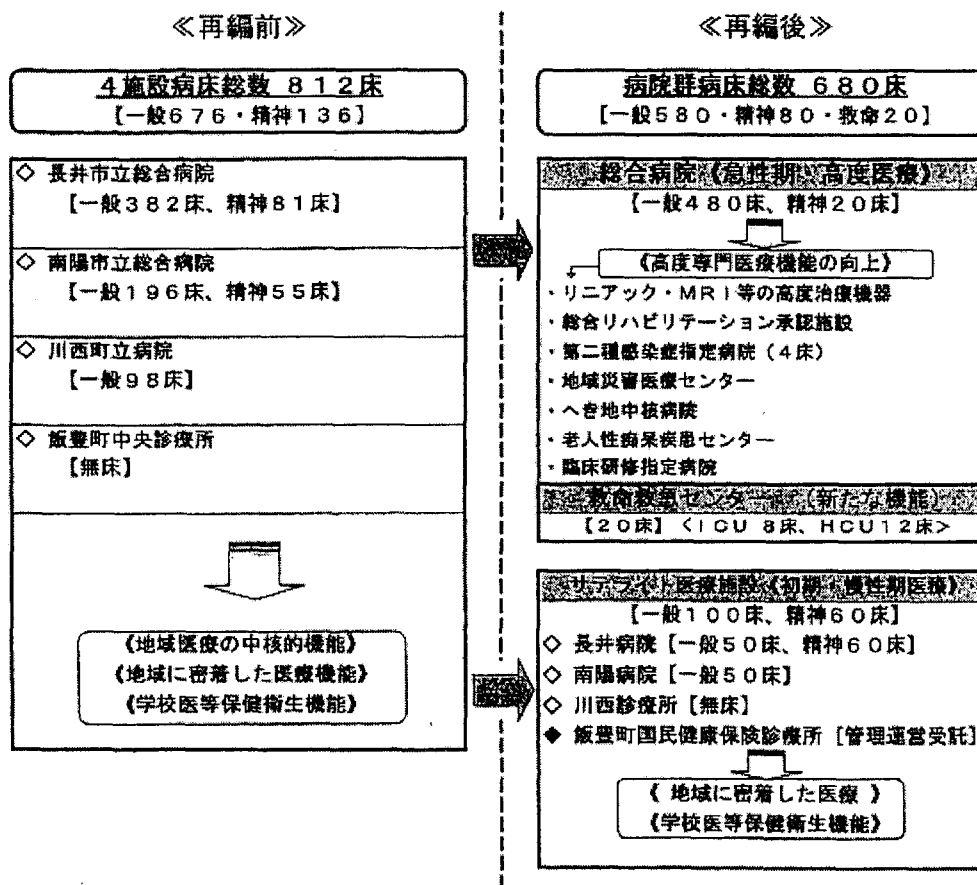 ≪再編前≫
4施設病床総数 812床
【一般676・精神136】
◇ 長井市立総合病院
【一般382床、精神81床】
◇ 南陽市立総合病院
【一般196床、精神55床】
◇ 川西町立病院
【一般98床】
◇ 飯豊町中央診療所
【無床】
《地域医療の中核的機能》
《地域に密着した医療機能》
《学校医等保健衛生機能》
≪再編後≫
病院群病床総数 680床
【一般580・精神80・救命20】
総合病院《急性期・高度医療》
【一般480床、精神20床】
《高度専門医療機能の向上》
・リニアック・MRI等の高度治療機器
・総合リハビリテーション承認施設
・第二種感染症指定病院(4床)
・地域災害医療センター
・へき地中核病院
・老人性痴呆疾患センター
・臨床研修指定病院
救命救急センター (新たな機能)
【20床】<ICU 8床、HCU12床>
サテライト医療施設《初期・慢性期医療》
【一般100床、精神60床】
◇ 長井病院[一般50床、精神60床]
◇ 南陽病院[一般50床]
◇ 川西診療所[無床]
◆ 飯豊町国民健康保険診療所[管理運営受託]
《 地域に密着した医療 》
《学校医等保健衛生機能》